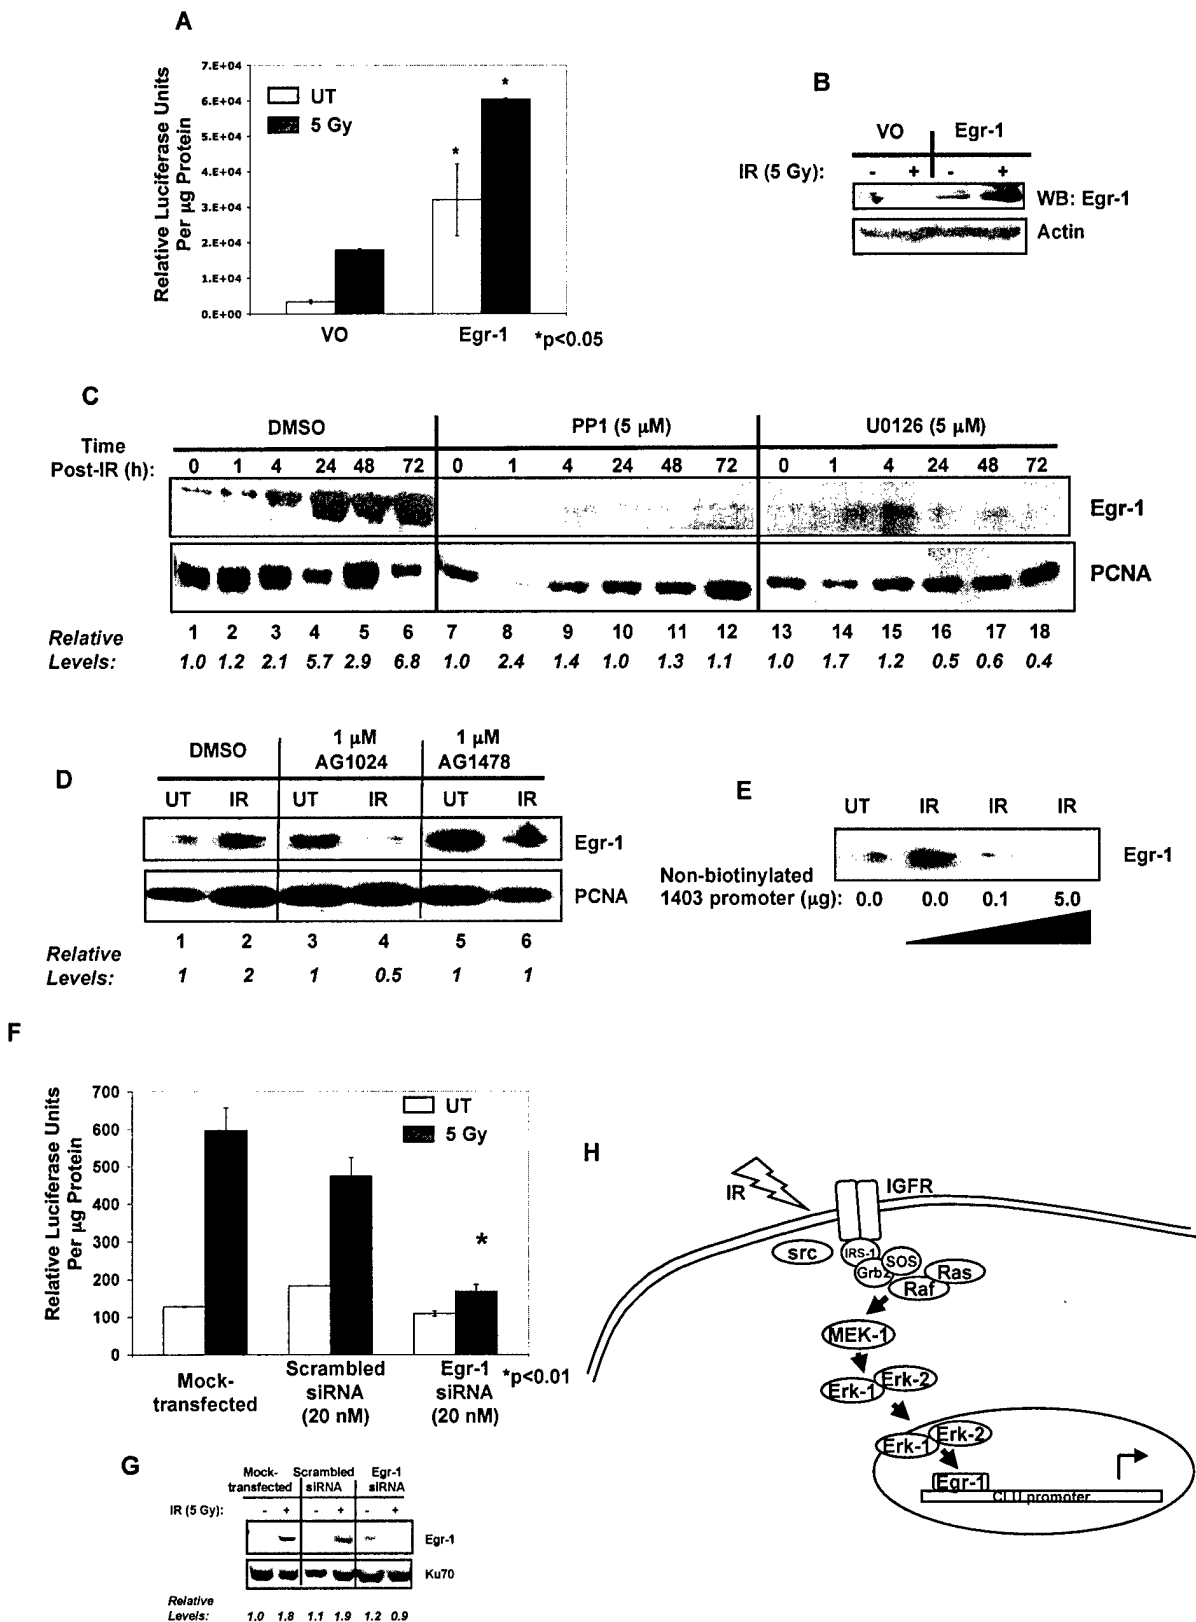 A
Relative Luciferase Units
Per µg Protein
7.E+04
6.E+04
5.E+04
4.E+04
3.E+04
2.E+04
1.E+04
0.E+00
UT
5 Gy
*
*
VO
Egr-1
*p<0.05
B
VO Egr-1
IR (5 Gy): - + - +
WB: Egr-1
Actin
C
DMSO PP1 (5 µM) U0126 (5 µM)
Time
Post-IR (h): 0 1 4 24 48 72 0 1 4 24 48 72 0 1 4 24 48 72
Egr-1
PCNA
1 2 3 4 5 6 7 8 9 10 11 12 13 14 15 16 17 18
Relative
Levels: 1.0 1.2 2.1 5.7 2.9 6.8 1.0 2.4 1.4 1.0 1.3 1.1 1.0 1.7 1.2 0.5 0.6 0.4
D
DMSO
1 µM
AG1024
1 µM
AG1478
UT IR UT IR UT IR
Egr-1
PCNA
1 2 3 4 5 6
Relative
Levels: 1 2 1 0.5 1 1
E
UT IR IR IR
Egr-1
Non-biotinylated
1403 promoter (µg): 0.0 0.0 0.1 5.0
F
Relative Luciferase Units
Per µg Protein
700
600
500
400
300
200
100
0
UT
5 Gy
*
Mock-
transfected
Scrambled
siRNA
(20 nM)
Egr-1
siRNA
(20 nM)
*p<0.01
G
Mock-
transfected
Scrambled
siRNA
Egr-1
siRNA
IR (5 Gy): - + - + - +
Egr-1
Ku70
Relative
Levels: 1.0 1.8 1.1 1.9 1.2 0.9
H
IR
IGFR
src
IRS-1
Grb2
SOS
Ras
Raf
MEK-1
Erk-2
Erk-1
Erk-2
Erk-1
Egr-1
CLU promoter